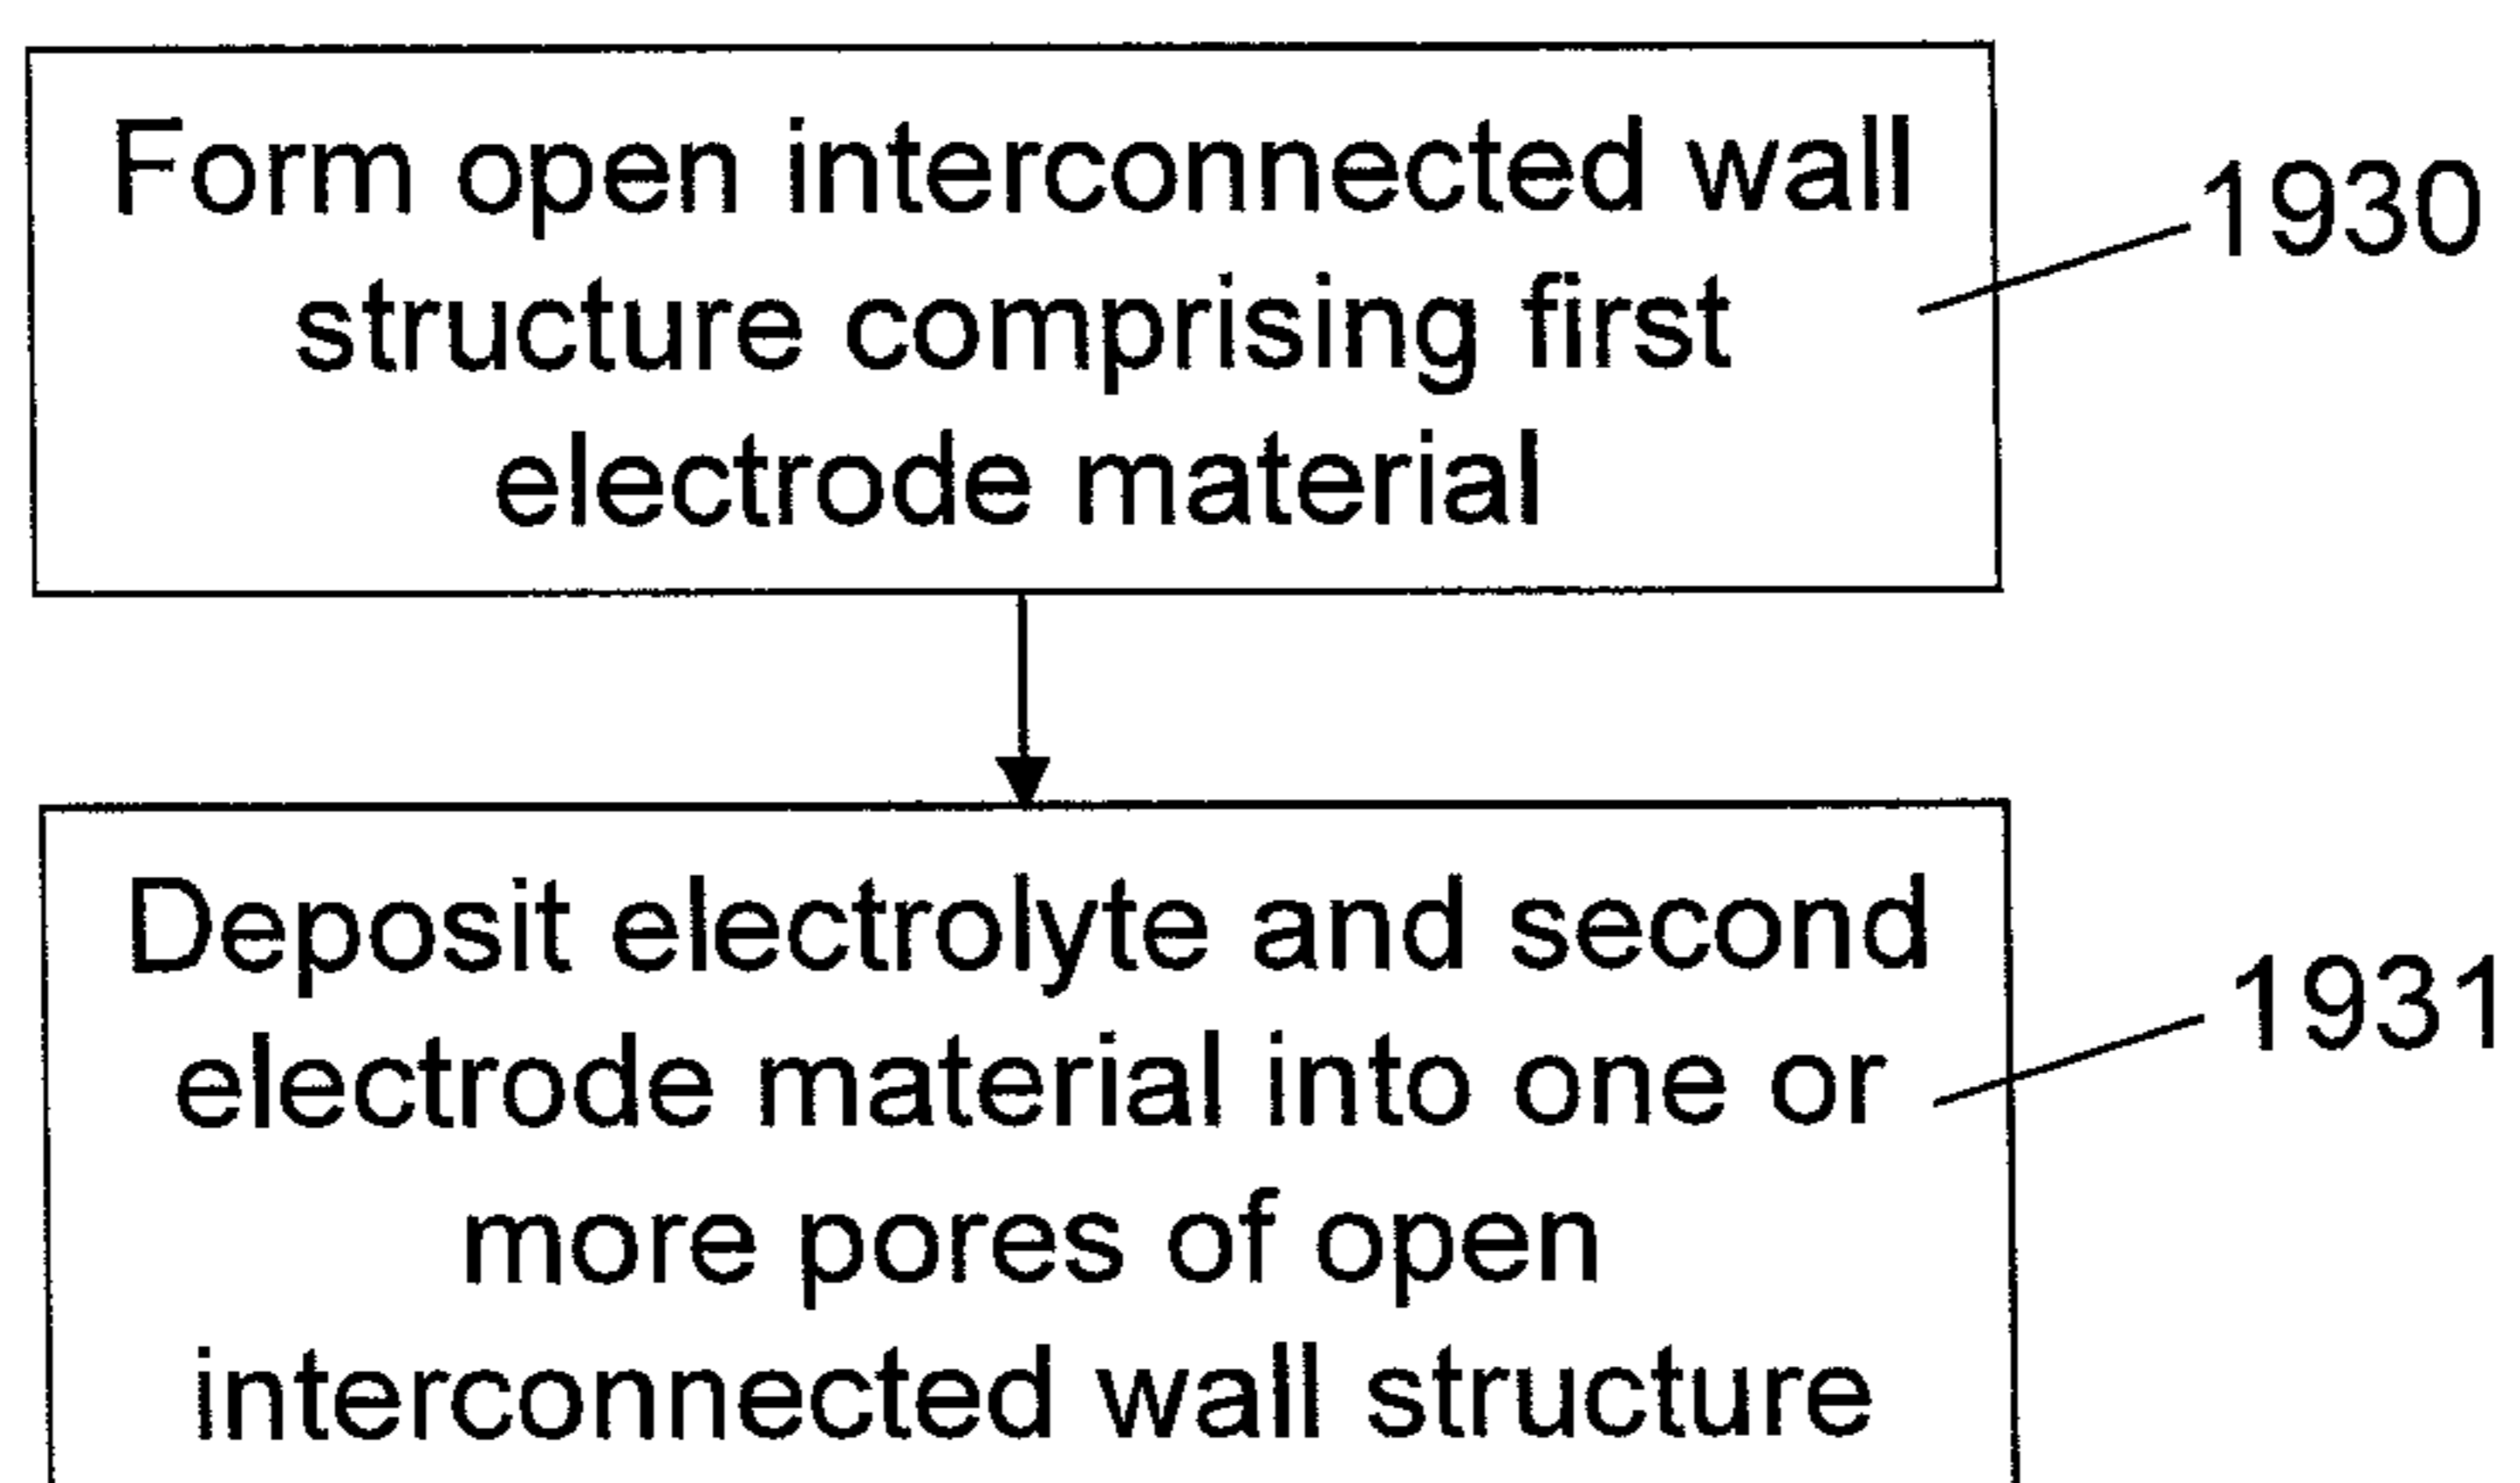 Form open interconnected wall
structure comprising first
electrode material
1930
Deposit electrolyte and second
electrode material into one or
more pores of open
interconnected wall structure
1931